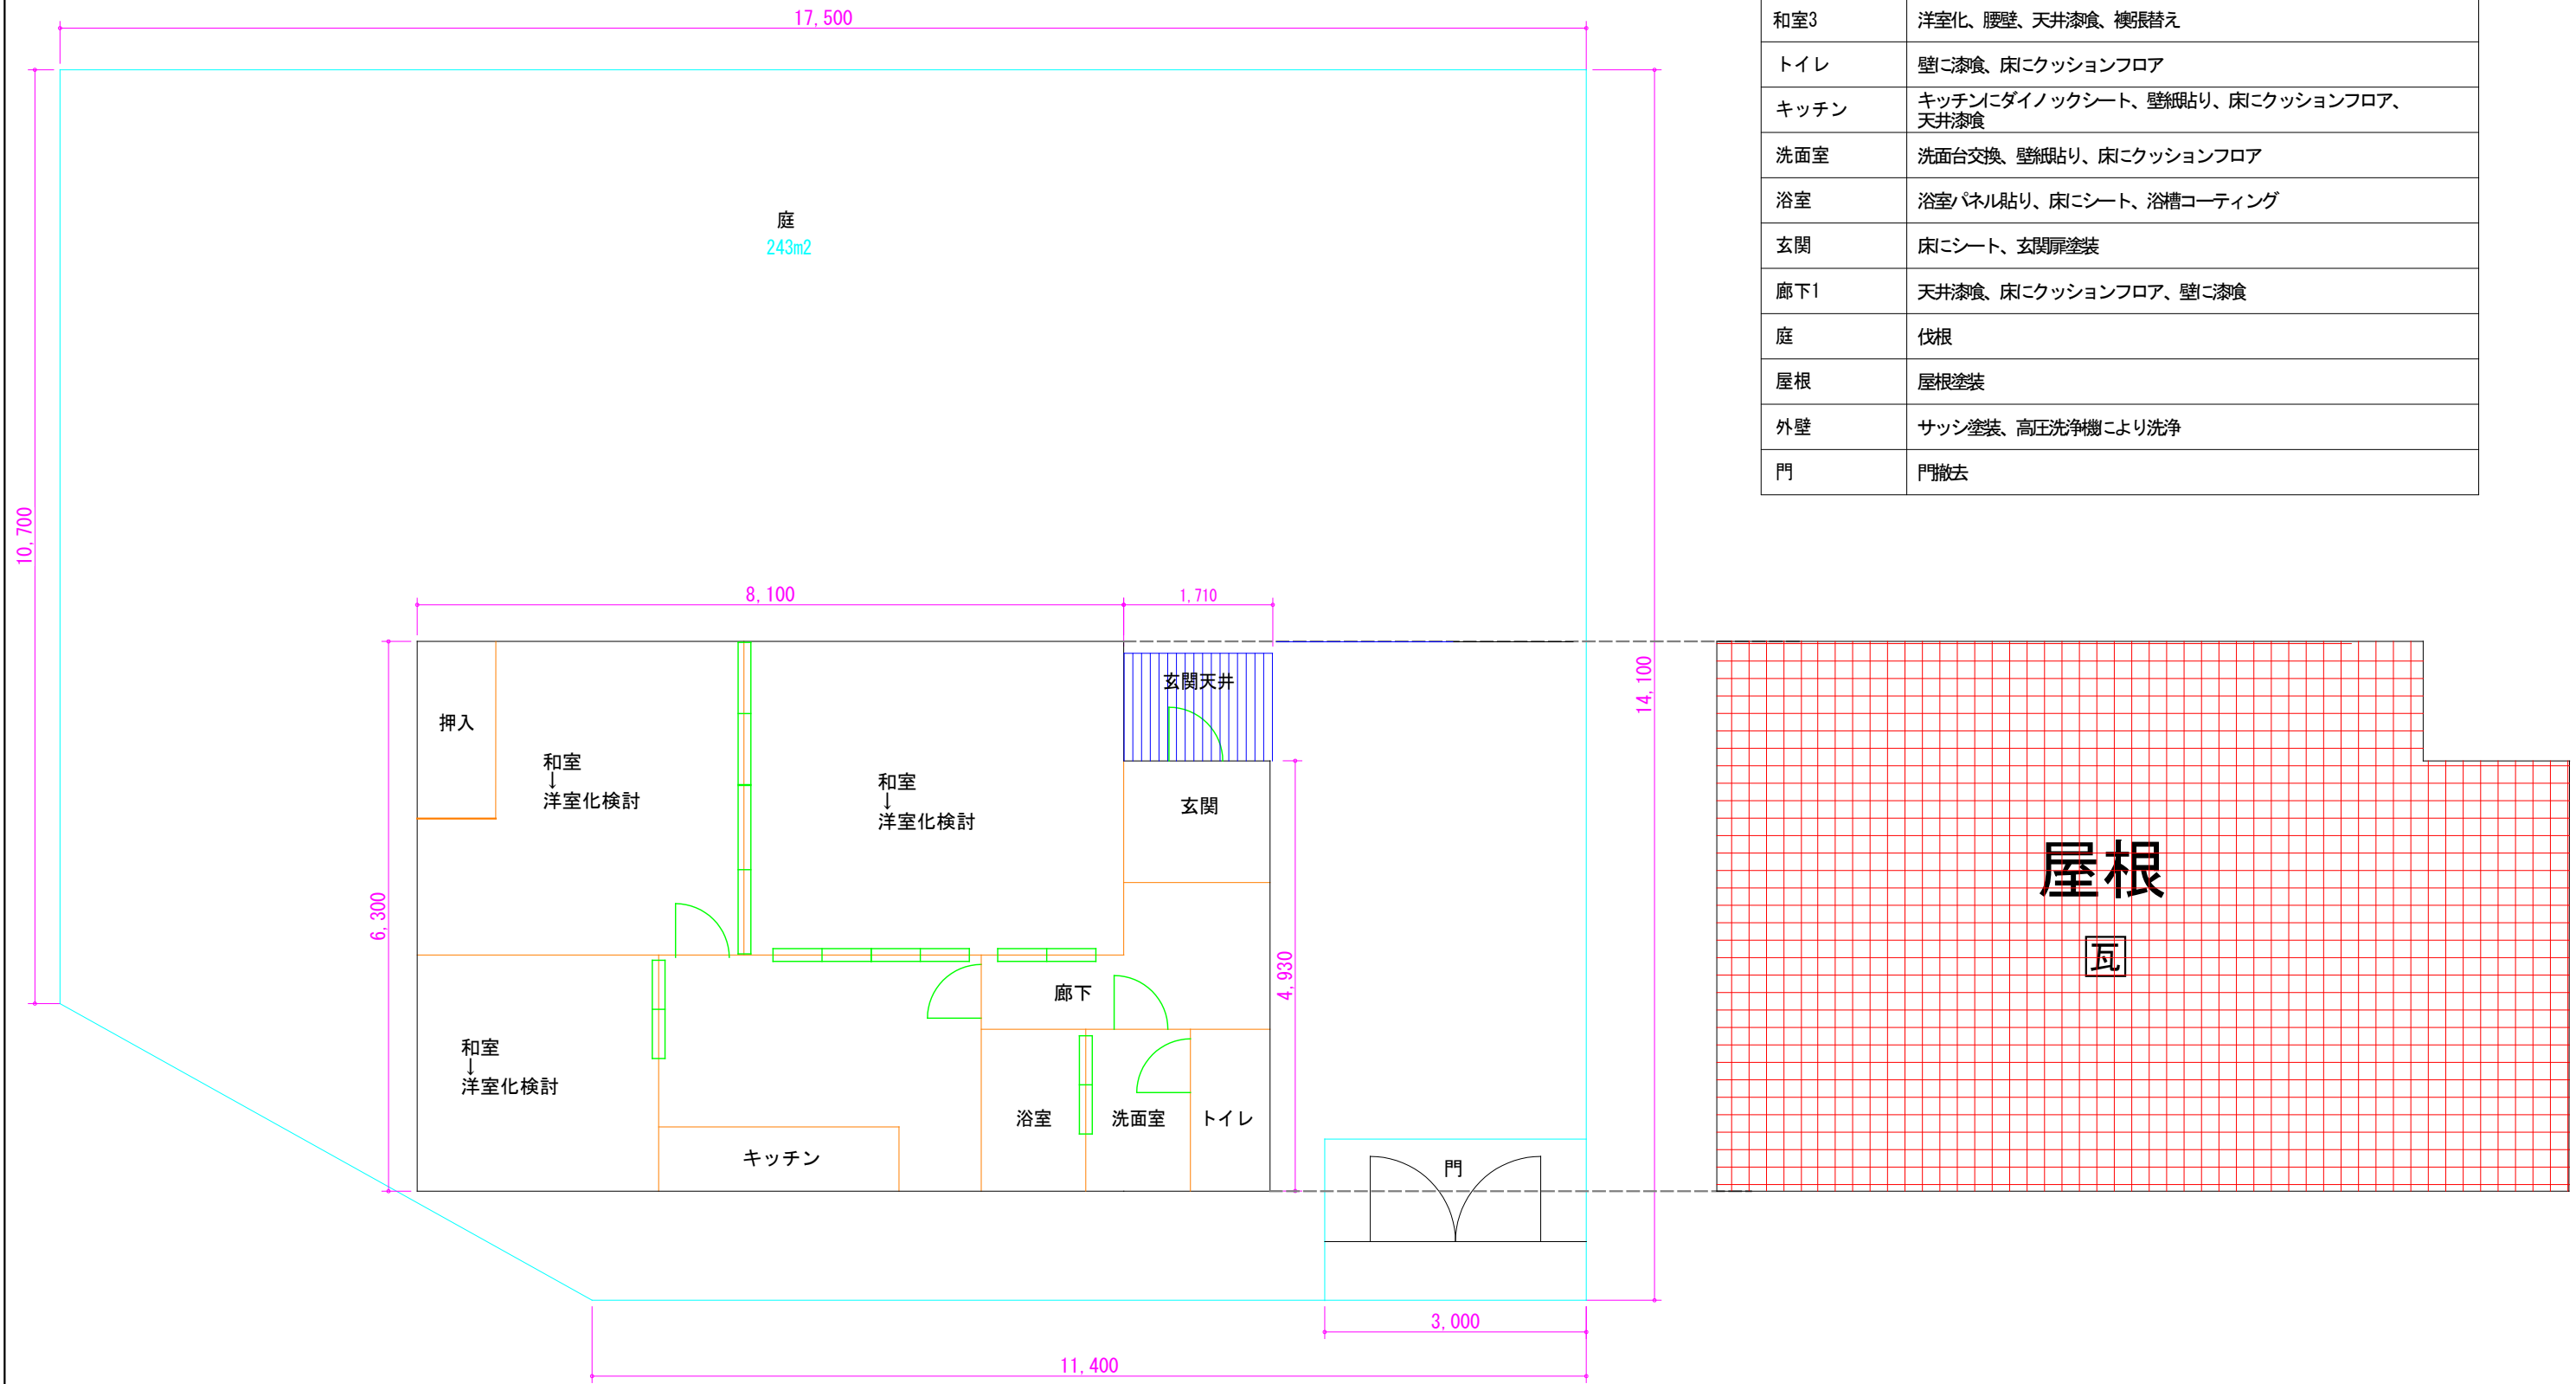 17,500
和室3 洋室化、腰壁、天井漆喰、襖張替え
トイレ 壁に漆喰、床にクッションフロア
キッチン キッチンにダイノックシート、壁紙貼り、床にクッションフロア、
天井漆喰
洗面室 洗面台交換、壁紙貼り、床にクッションフロア
浴室 浴室パネル貼り、床にシート、浴槽コーティング
玄関 床にシート、玄関扉塗装
廊下1 天井漆喰、床にクッションフロア、壁に漆喰
庭 伐根
屋根 屋根塗装
外壁 サッシ塗装、高圧洗浄機により洗浄
門 門撤去
庭
243m2
10,700
8,100
1,710
14,100
玄関天井
押入
和室
↓
洋室化検討
和室
↓
洋室化検討
玄関
屋根
瓦
6,300
4,930
廊下
和室
↓
洋室化検討
浴室
洗面室
トイレ
キッチン
門
3,000
11,400